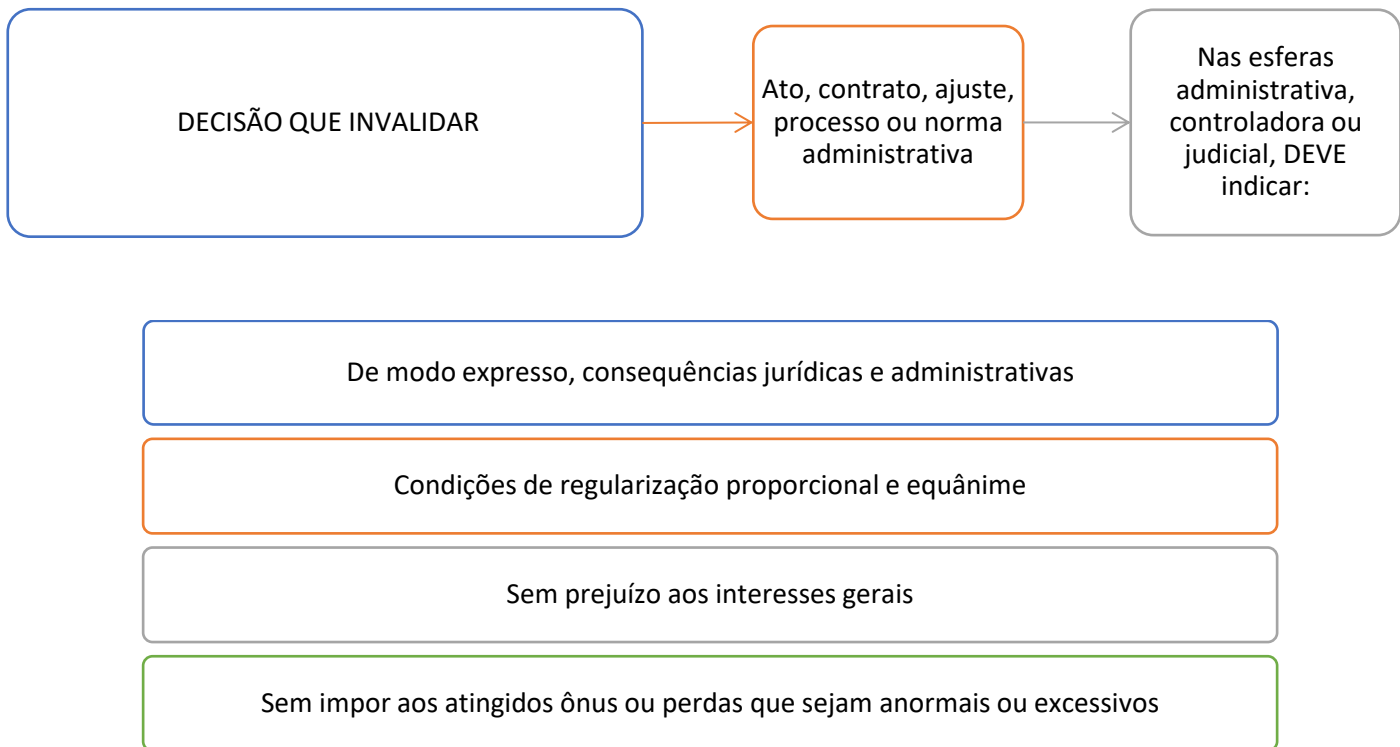 DECISÃO QUE INVALIDAR
Ato, contrato, ajuste,
processo ou norma
administrativa
Nas esferas
administrativa,
controladora ou
judicial, DEVE
indicar:
De modo expresso, consequências jurídicas e administrativas
Condições de regularização proporcional e equânime
Sem prejuízo aos interesses gerais
Sem impor aos atingidos ônus ou perdas que sejam anormais ou excessivos